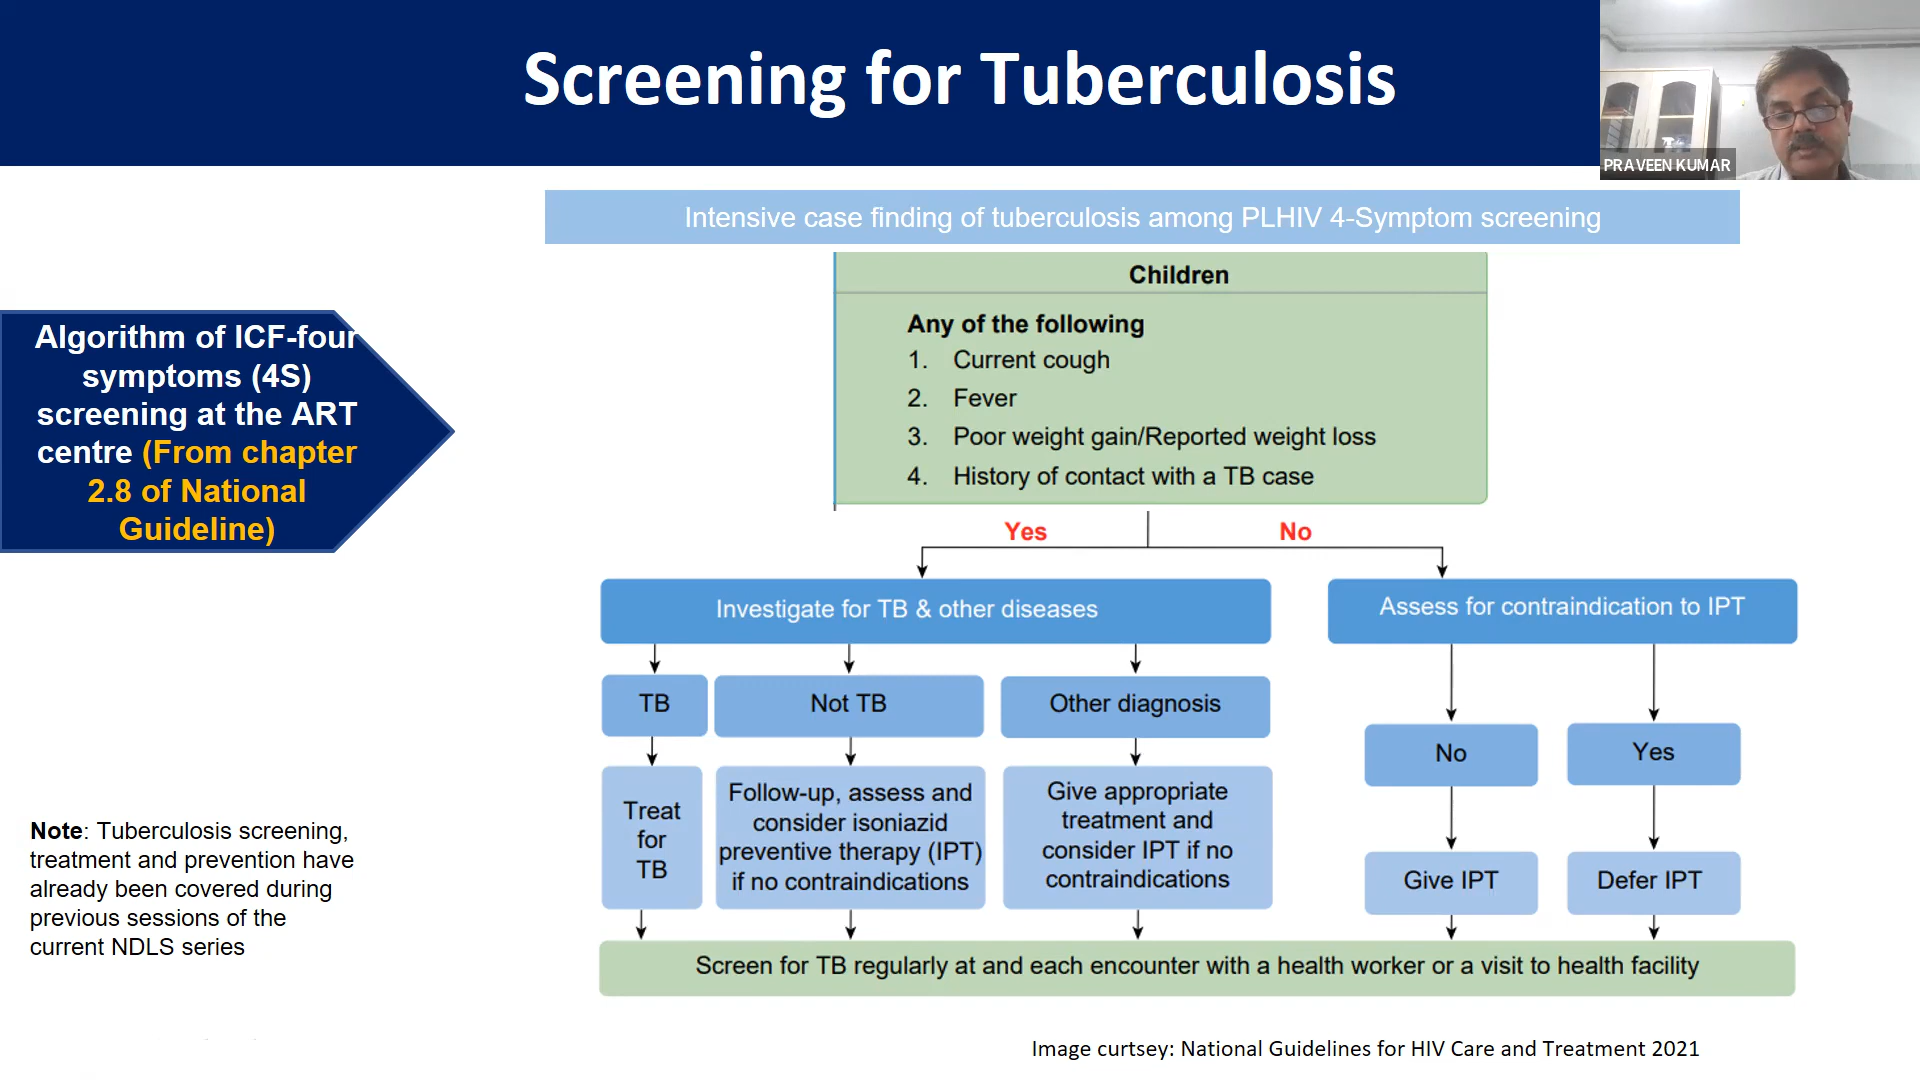 Screening for Tuberculosis
PRAVEEN KUMAR
Intensive case finding of tuberculosis among PLHIV 4-Symptom screening
Algorithm of ICF-four
symptoms (4S)
screening at the ART
centre (From chapter
2.8 of National
Guideline)
Children
Any of the following
1. Current cough
2. Fever
3. Poor weight gain/Reported weight loss
4. History of contact with a TB case
Yes
No
Investigate for TB & other diseases
Assess for contraindication to IPT
TB
Not TB
Other diagnosis
No
Yes
Treat
for
TB
Follow-up, assess and
consider isoniazid
preventive therapy (IPT)
if no contraindications
Give appropriate
treatment and
consider IPT if no
contraindications
Give IPT
Defer IPT
Screen for TB regularly at and each encounter with a health worker or a visit to health facility
Note: Tuberculosis screening,
treatment and prevention have
already been covered during
previous sessions of the
current NDLS series
Image curtsey: National Guidelines for HIV Care and Treatment 2021